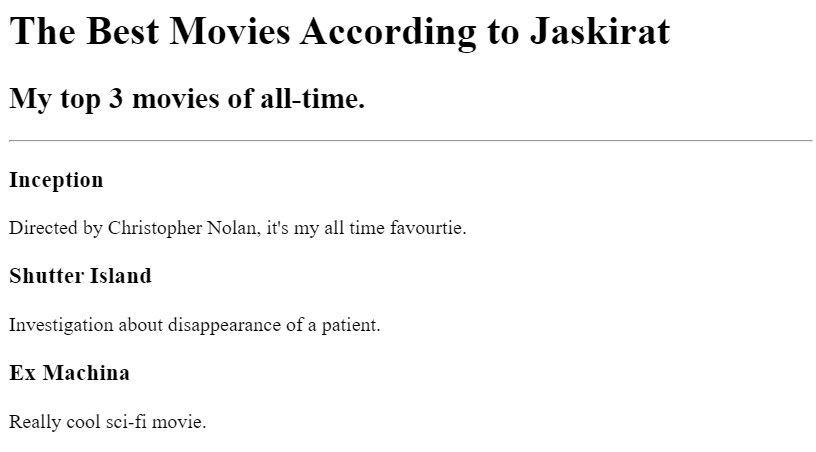 The Best Movies According to Jaskirat
My top 3 movies of all-time.
Inception
Directed by Christopher Nolan, it's my all time favourtie.
Shutter Island
Investigation about disappearance of a patient.
Ex Machina
Really cool sci-fi movie.